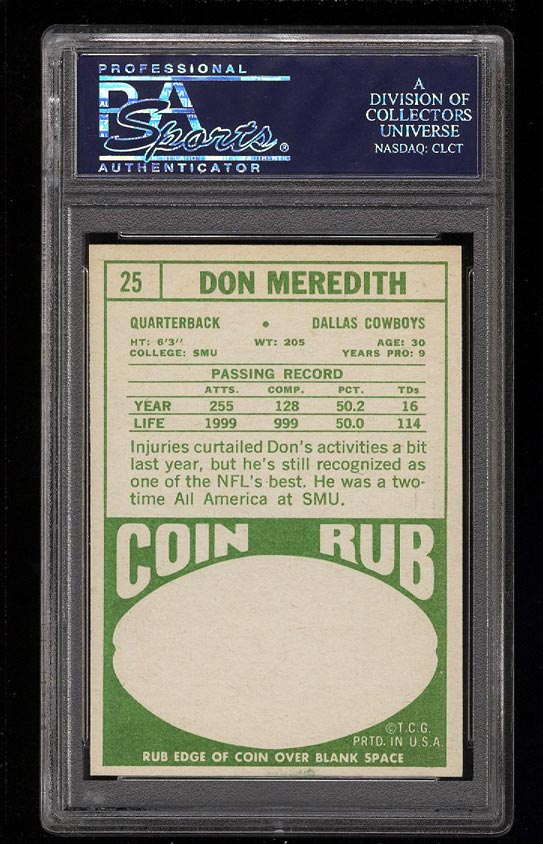 PROFESSIONAL
PSA
Sports®
AUTHENTICATOR
A
DIVISION OF
COLLECTORS
UNIVERSE
NASDAQ: CLCT
25 DON MEREDITH
QUARTERBACK • DALLAS COWBOYS
HT: 6'3" WT: 205 AGE: 30
COLLEGE: SMU YEARS PRO: 9
PASSING RECORD
ATTS. COMP. PCT. TDs
YEAR 255 128 50.2 16
LIFE 1999 999 50.0 114
Injuries curtailed Don's activities a bit
last year, but he's still recognized as
one of the NFL's best. He was a two-
time All America at SMU.
COIN RUB
©T.C.G.
PRTD. IN U.S.A.
RUB EDGE OF COIN OVER BLANK SPACE